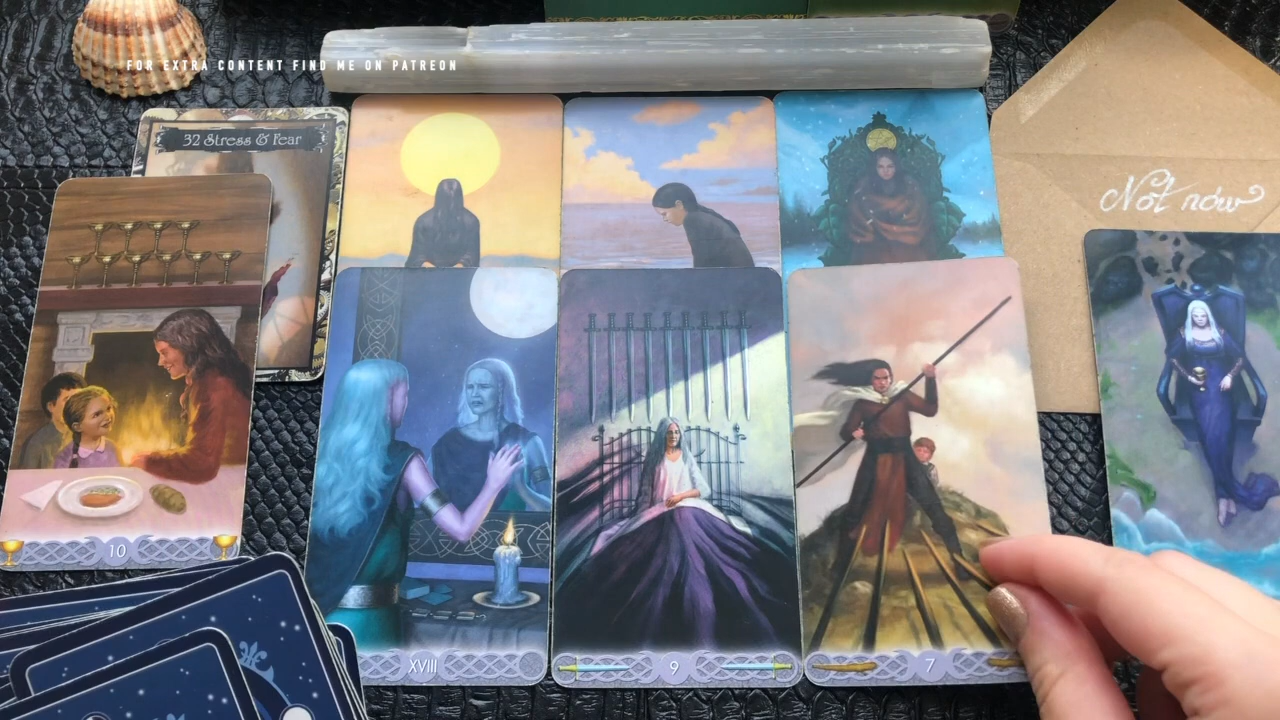 FOR EXTRA CONTENT FIND ME ON PATREON
32 Stress & Fear
Not now
10
XVIII
9
7